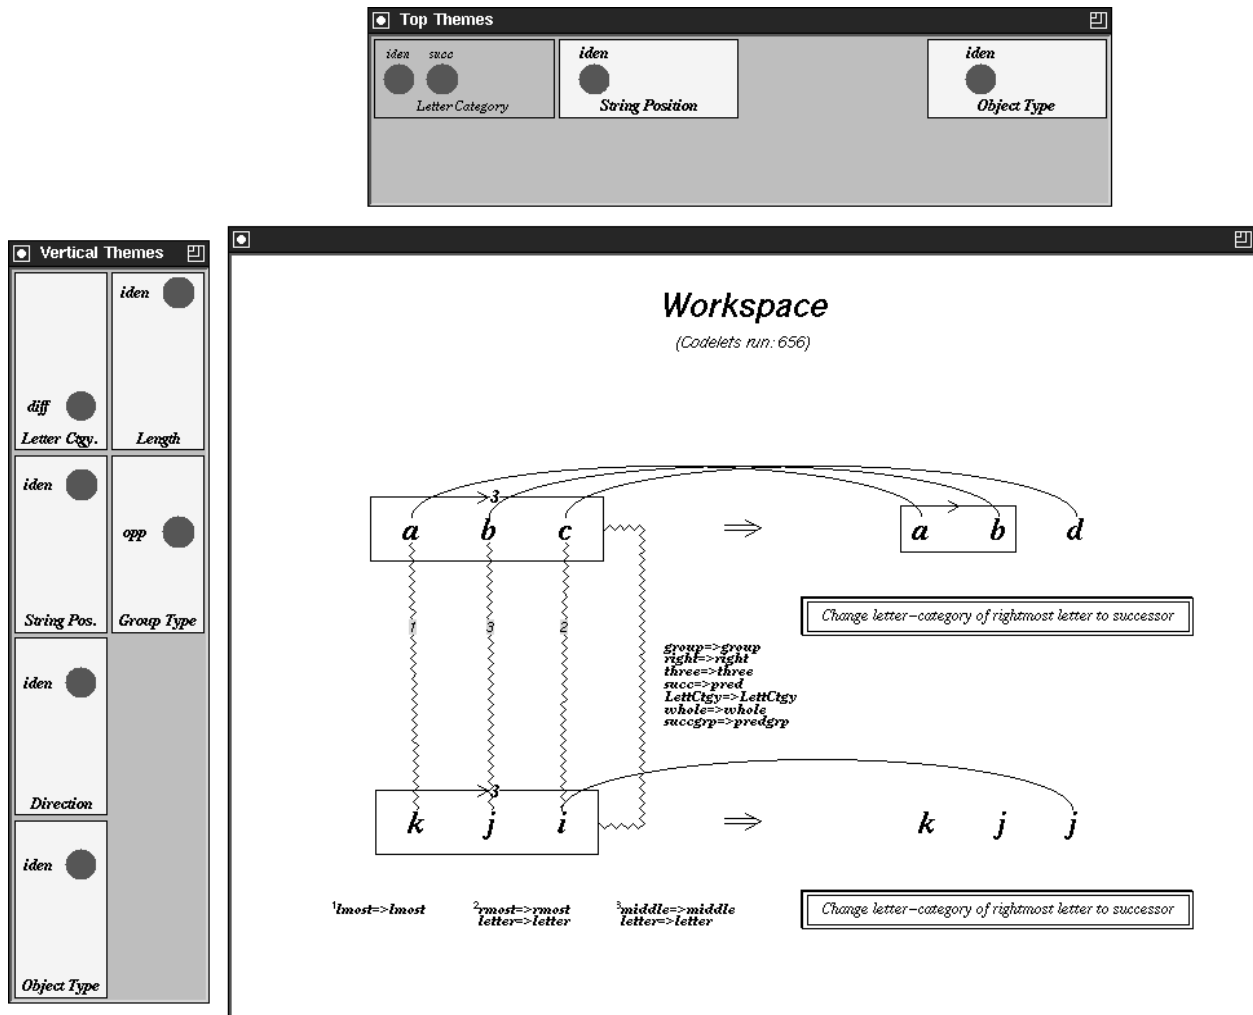 Top Themes
iden succ
Letter Category
iden
String Position
iden
Object Type
Vertical Themes
diff
Letter Ctgy.
iden
Length
iden
String Pos.
opp
Group Type
iden
Direction
iden
Object Type
Workspace
(Codelets run: 656)
3
a b c ⇒ a b d
1 3 2
Change letter-category of rightmost letter to successor
group=>group
right=>right
three=>three
succ=>pred
LettCtgy=>LettCtgy
whole=>whole
succgrp=>predgrp
3
k j i ⇒ k j j
1lmost=>lmost
2rmost=>rmost
letter=>letter
3middle=>middle
letter=>letter
Change letter-category of rightmost letter to successor